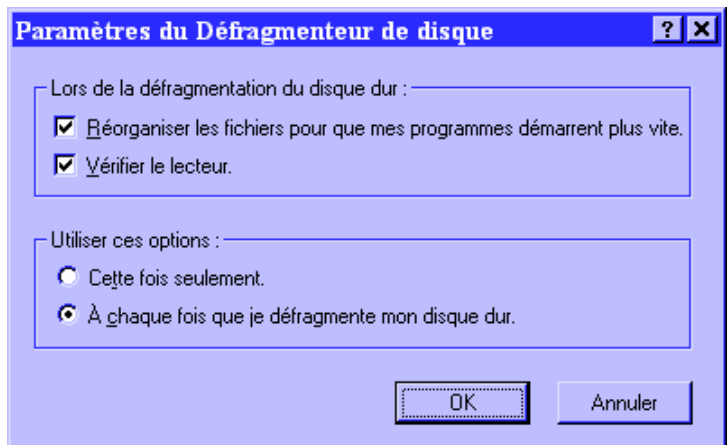 Paramètres du Défragmenteur de disque
Lors de la défragmentation du disque dur :
Réorganiser les fichiers pour que mes programmes démarrent plus vite.
Vérifier le lecteur.
Utiliser ces options :
Cette fois seulement.
À chaque fois que je défragmente mon disque dur.
OK Annuler